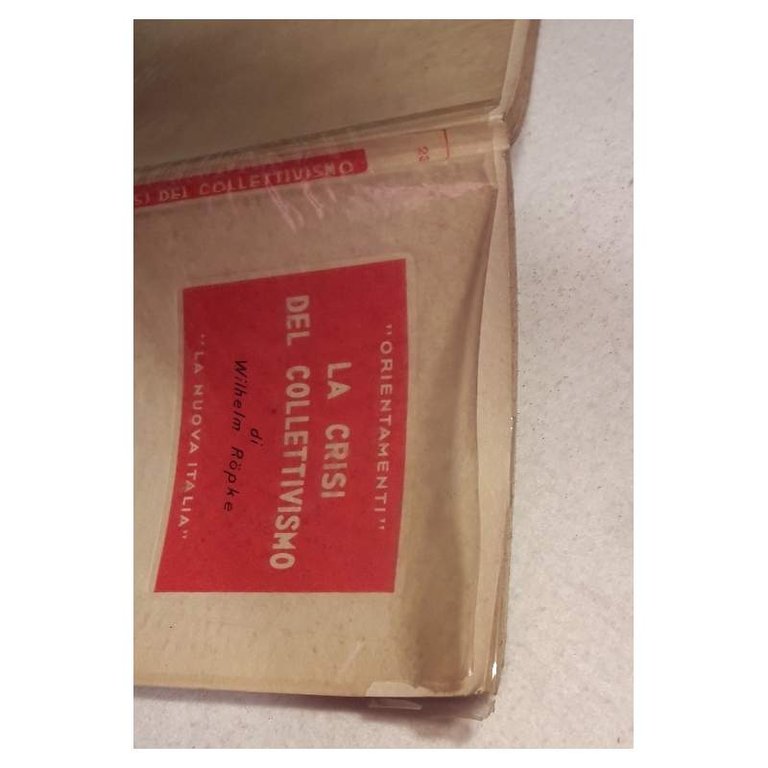 "ORIENTAMENTI"
LA CRISI
DEL COLLETTIVISMO
di
Wilhelm Röpke
"LA NUOVA ITALIA"
SI DEL COLLETTIVISMO